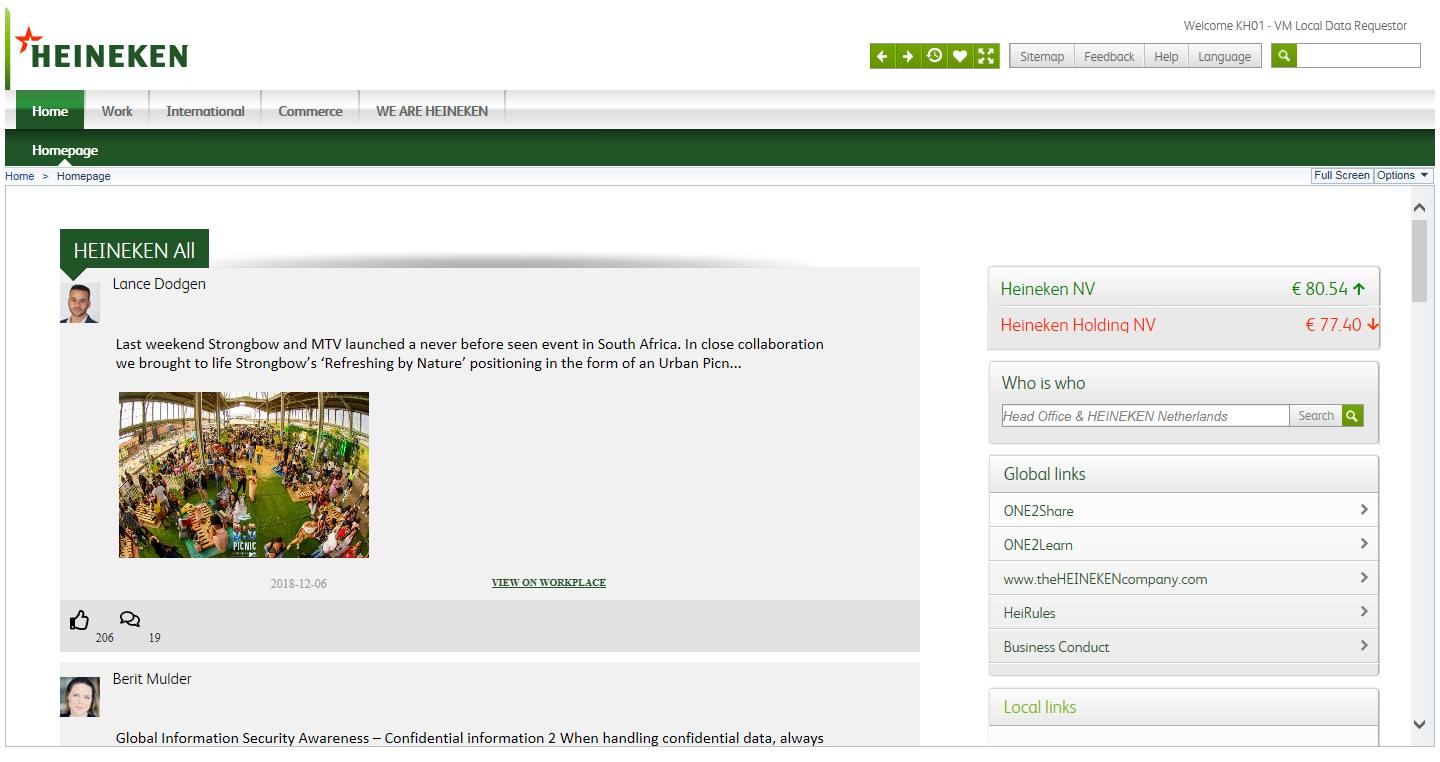 Welcome KH01 - VM Local Data Requestor
HEINEKEN
Sitemap Feedback Help Language
Home Work International Commerce WE ARE HEINEKEN
Homepage
Home > Homepage
Full Screen Options
HEINEKEN All
Lance Dodgen
Last weekend Strongbow and MTV launched a never before seen event in South Africa. In close collaboration
we brought to life Strongbow’s ‘Refreshing by Nature’ positioning in the form of an Urban Picn...
PICNIC
2018-12-06 VIEW ON WORKPLACE
206 19
Berit Mulder
Global Information Security Awareness – Confidential information 2 When handling confidential data, always
Heineken NV € 80.54
Heineken Holding NV € 77.40
Who is who
Head Office & HEINEKEN Netherlands Search
Global links
ONE2Share
ONE2Learn
www.theHEINEKENcompany.com
HeiRules
Business Conduct
Local links